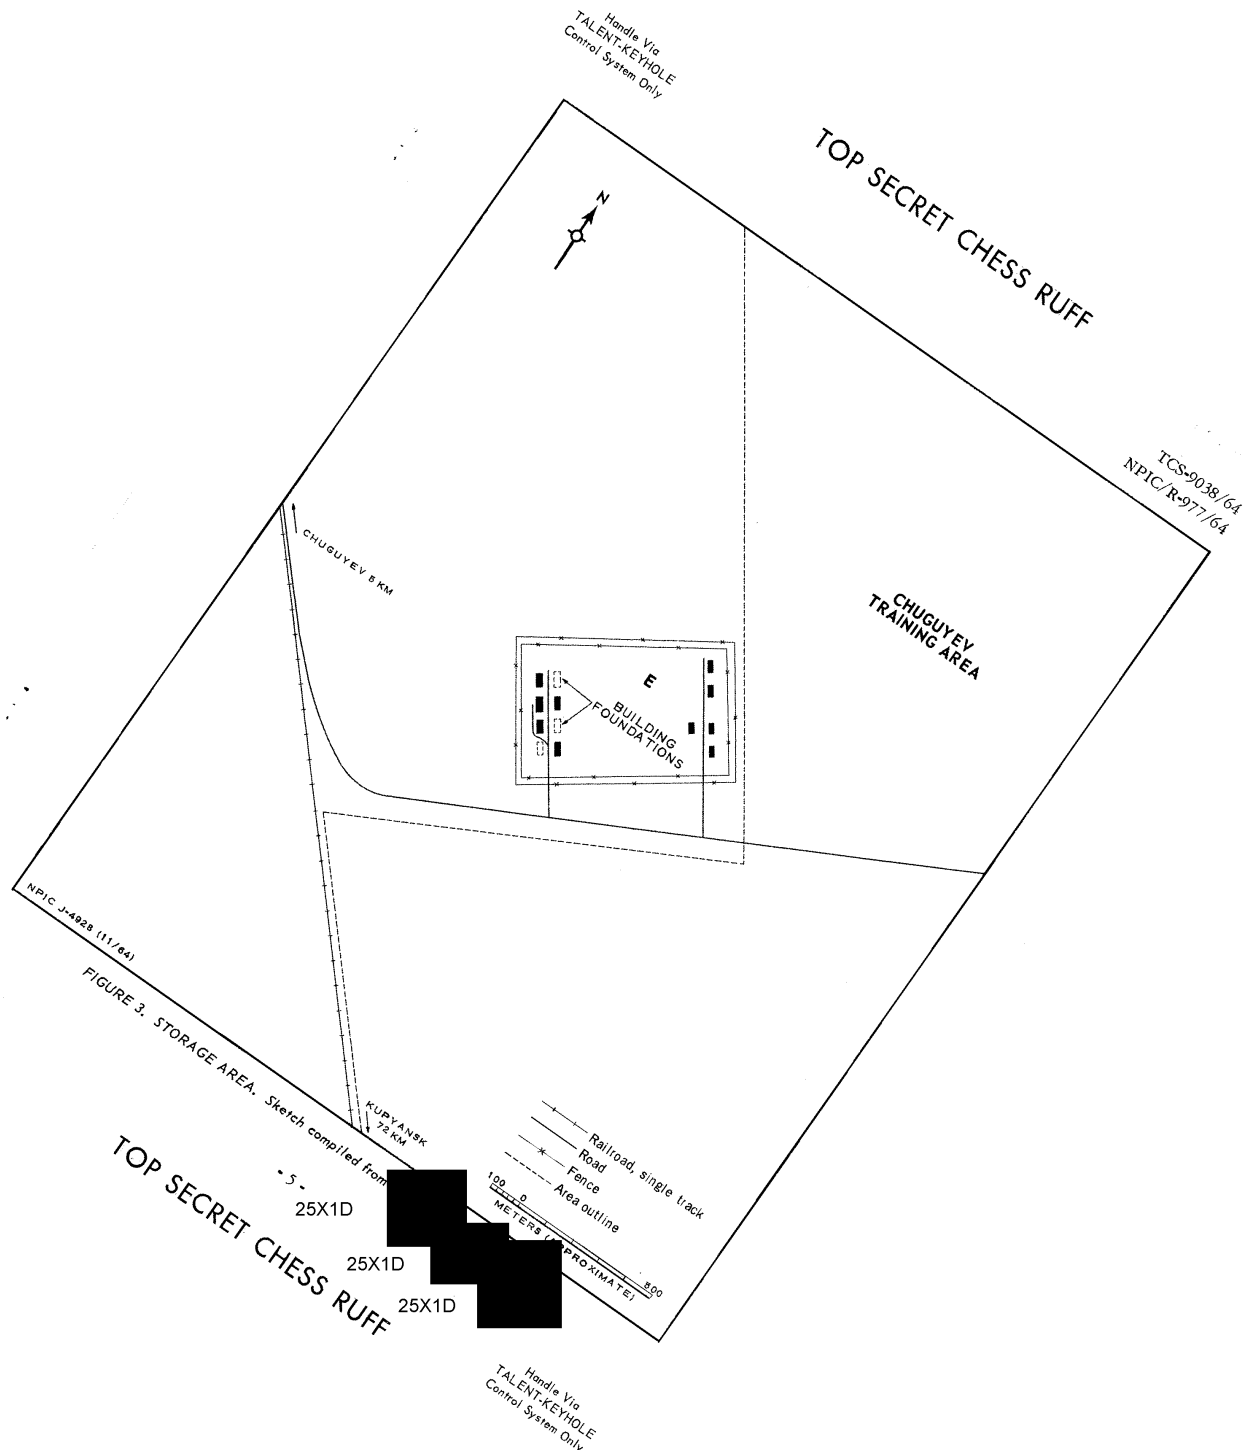 Handle Via
TALENT-KEYHOLE
Control System Only
TOP SECRET CHESS RUFF
TCS-9038/64
NPIC/R-977/64
N
CHUGUYEV 5 KM
CHUGUYEV
TRAINING AREA
E
BUILDING
FOUNDATIONS
NPIC J-4928 (11/64)
KUPYANSK
72 KM
Railroad, single track
Road
Fence
Area outline
100 0 800
METERS (APPROXIMATE)
FIGURE 3. STORAGE AREA. Sketch compiled from
- 5 -
25X1D
25X1D
25X1D
TOP SECRET CHESS RUFF
Handle Via
TALENT-KEYHOLE
Control System Only